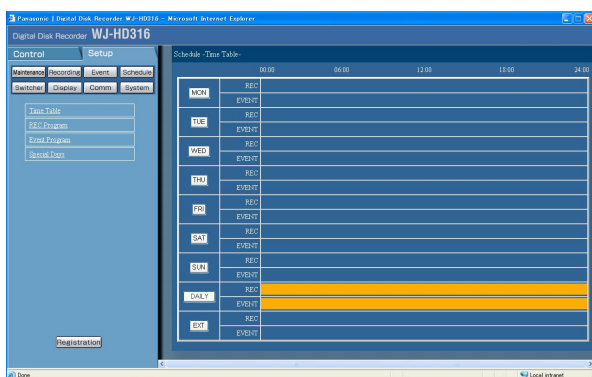 Panasonic | Digital Disk Recorder WJ-HD316 - Microsoft Internet Explorer
Digital Disk Recorder WJ-HD316
Control Setup
Maintenance Recording Event Schedule
Switcher Display Comm System
Time Table
REC Program
Event Program
Special Days
Registration
Schedule -Time Table-
00:00 06:00 12:00 18:00 24:00
MON REC
EVENT
TUE REC
EVENT
WED REC
EVENT
THU REC
EVENT
FRI REC
EVENT
SAT REC
EVENT
SUN REC
EVENT
DAILY REC
EVENT
EXT REC
EVENT
Done Local intranet